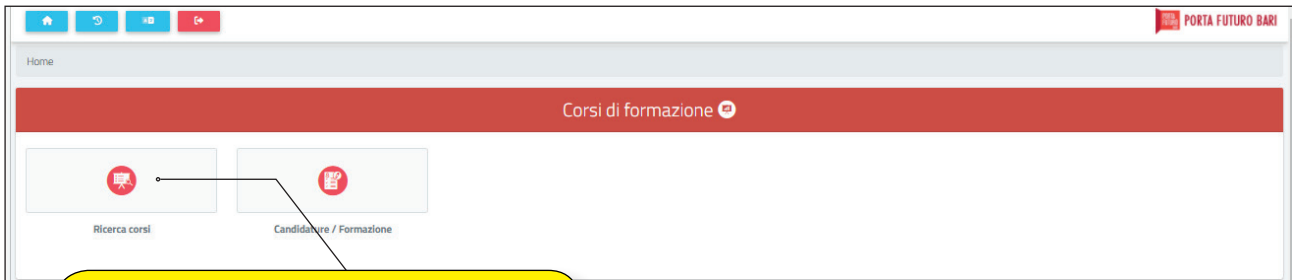 PORTA FUTURO BARI
Home
Corsi di formazione
Ricerca corsi
Candidature / Formazione